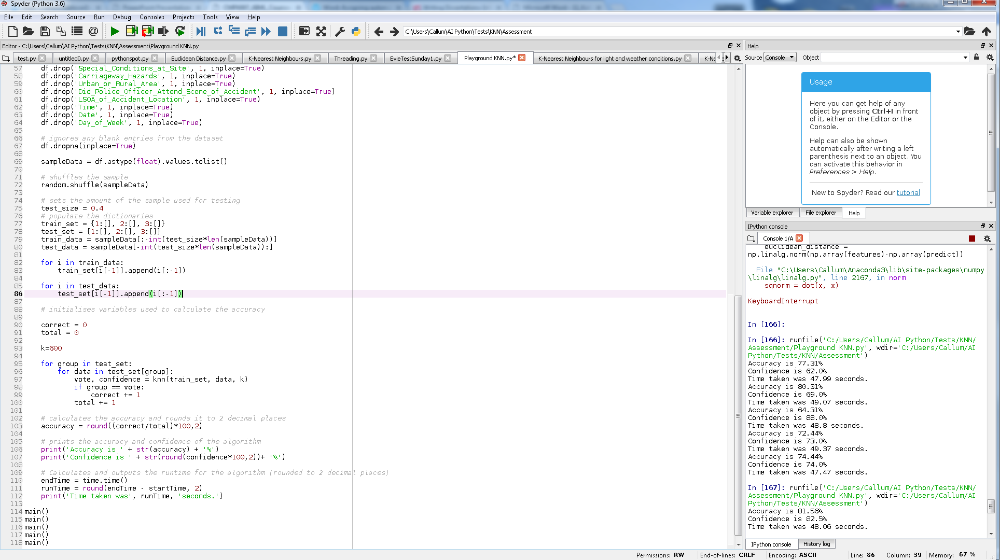 Spyder (Python 3.6)
File Edit Search Source Run Debug Consoles Projects Tools View Help
C:\Users\Callum\AI Python\Tests\KNN\Assessment
Editor - C:\Users\Callum\AI Python\Tests\KNN\Assessment\Playground KNN.py
test.py untitled0.py pythonspot.py Euclidean Distance.py K-Nearest Neighbours.py Threading.py EvieTestSunday1.py Playground KNN.py* K-Nearest Neighbours for light and weather conditions.py K-Ne
57 df.drop('Special_Conditions_at_Site', 1, inplace=True)
58 df.drop('Carriageway_Hazards', 1, inplace=True)
59 df.drop('Urban_or_Rural_Area', 1, inplace=True)
60 df.drop('Did_Police_Officer_Attend_Scene_of_Accident', 1, inplace=True)
61 df.drop('LSOA_of_Accident_Location', 1, inplace=True)
62 df.drop('Time', 1, inplace=True)
63 df.drop('Date', 1, inplace=True)
64 df.drop('Day_of_Week', 1, inplace=True)
65
66 # ignores any blank entries from the dataset
67 df.dropna(inplace=True)
68
69 sampleData = df.astype(float).values.tolist()
70
71 # shuffles the sample
72 random.shuffle(sampleData)
73
74 # sets the amount of the sample used for testing
75 test_size = 0.4
76 # populate the dictionaries
77 train_set = {1:[], 2:[], 3:[]}
78 test_set = {1:[], 2:[], 3:[]}
79 train_data = sampleData[:-int(test_size*len(sampleData))]
80 test_data = sampleData[-int(test_size*len(sampleData)):]
81
82 for i in train_data:
83 train_set[i[-1]].append(i[:-1])
84
85 for i in test_data:
86 test_set[i[-1]].append(i[:-1])
87
88 # initialises variables used to calculate the accuracy
89
90 correct = 0
91 total = 0
92
93 k=600
94
95 for group in test_set:
96 for data in test_set[group]:
97 vote, confidence = knn(train_set, data, k)
98 if group == vote:
99 correct += 1
100 total += 1
101
102 # calculates the accuracy and rounds it to 2 decimal places
103 accuracy = round((correct/total)*100,2)
104
105 # prints the accuracy and confidence of the algorithm
106 print('Accuracy is ' + str(accuracy) + '%')
107 print('Confidence is ' + str(round(confidence*100,2))+ '%')
108
109 # Calculates and outputs the runtime for the algorithm (rounded to 2 decimal places)
110 endTime = time.time()
111 runTime = round(endTime - startTime, 2)
112 print('Time taken was', runTime, 'seconds.')
113
114 main()
115 main()
116 main()
117 main()
118 main()
Help
Source Console Object
Usage
Here you can get help of any
object by pressing Ctrl+I in front
of it, either on the Editor or the
Console.
Help can also be shown
automatically after writing a left
parenthesis next to an object. You
can activate this behavior in
Preferences > Help.
New to Spyder? Read our tutorial
Variable explorer File explorer Help
IPython console
Console 1/A
euclidean_distance =
np.linalg.norm(np.array(features)-np.array(predict))
File "C:\Users\Callum\Anaconda3\lib\site-packages\numpy
\linalg\linalg.py", line 2167, in norm
sqnorm = dot(x, x)
KeyboardInterrupt
In [166]:
In [166]: runfile('C:/Users/Callum/AI Python/Tests/KNN/
Assessment/Playground KNN.py', wdir='C:/Users/Callum/AI
Python/Tests/KNN/Assessment')
Accuracy is 77.31%
Confidence is 62.0%
Time taken was 47.99 seconds.
Accuracy is 80.31%
Confidence is 69.0%
Time taken was 49.07 seconds.
Accuracy is 64.31%
Confidence is 88.0%
Time taken was 48.8 seconds.
Accuracy is 72.44%
Confidence is 73.0%
Time taken was 49.37 seconds.
Accuracy is 74.44%
Confidence is 74.0%
Time taken was 47.47 seconds.
In [167]: runfile('C:/Users/Callum/AI Python/Tests/KNN/
Assessment/Playground KNN.py', wdir='C:/Users/Callum/AI
Python/Tests/KNN/Assessment')
Accuracy is 81.56%
Confidence is 82.5%
Time taken was 48.06 seconds.
IPython console History log
Permissions: RW End-of-lines: CRLF Encoding: ASCII Line: 86 Column: 39 Memory: 67 %